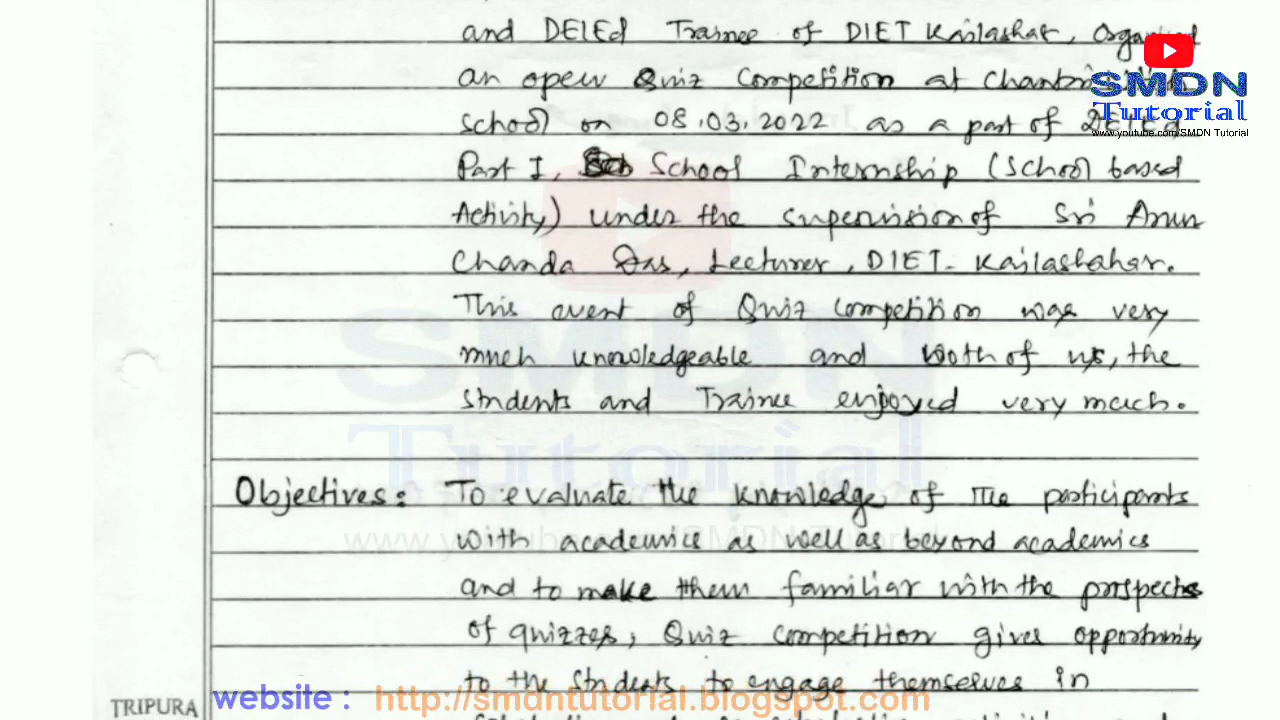 and DElEd Trainee of DIET Kailashar, Organised
an open Quiz Competition at
SMDN
Tutorial
www.youtube.com/SMDN Tutorial
School on 08.03.2022 as a part of DElEd,
Part I, School Internship (School based
Activity) under the supervision of Sri Arun
Chanda Das, Lecturer, DIET-Kailashahar.
This event of Quiz competition was very
much knowledgeable and both of us, the
students and Trainee enjoyed very much.
SMDN
Tutorial
Objectives: To evaluate the knowledge of the participants
with academics as well as beyond academics
and to make them familiar with the prospects
of quizzes, Quiz competition gives opportunity
to the students to engage themselves in
TRIPURA website : http://smdntutorial.blogspot.com